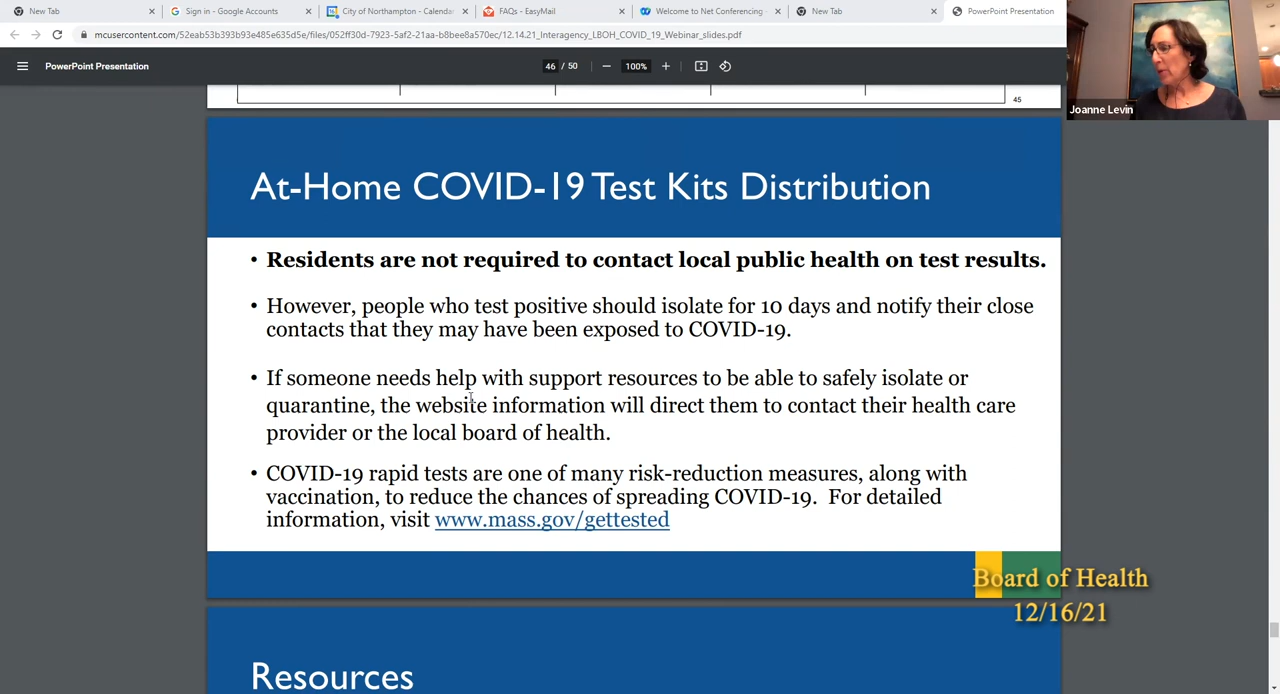 New Tab
Sign in - Google Accounts
City of Northampton - Calenda
FAQs - EasyMail
Welcome to Net Conferencing -
New Tab
PowerPoint Presentation
mcusercontent.com/52eab53b393b93e485e635d5e/files/052ff30d-7923-5af2-21aa-b8bee8a570ec/12.14.21_Interagency_LBOH_COVID_19_Webinar_slides.pdf
PowerPoint Presentation
46 / 50
100%
Joanne Levin
45
At-Home COVID-19 Test Kits Distribution
• Residents are not required to contact local public health on test results.
• However, people who test positive should isolate for 10 days and notify their close
contacts that they may have been exposed to COVID-19.
• If someone needs help with support resources to be able to safely isolate or
quarantine, the website information will direct them to contact their health care
provider or the local board of health.
• COVID-19 rapid tests are one of many risk-reduction measures, along with
vaccination, to reduce the chances of spreading COVID-19.  For detailed
information, visit www.mass.gov/gettested
Board of Health
12/16/21
Resources